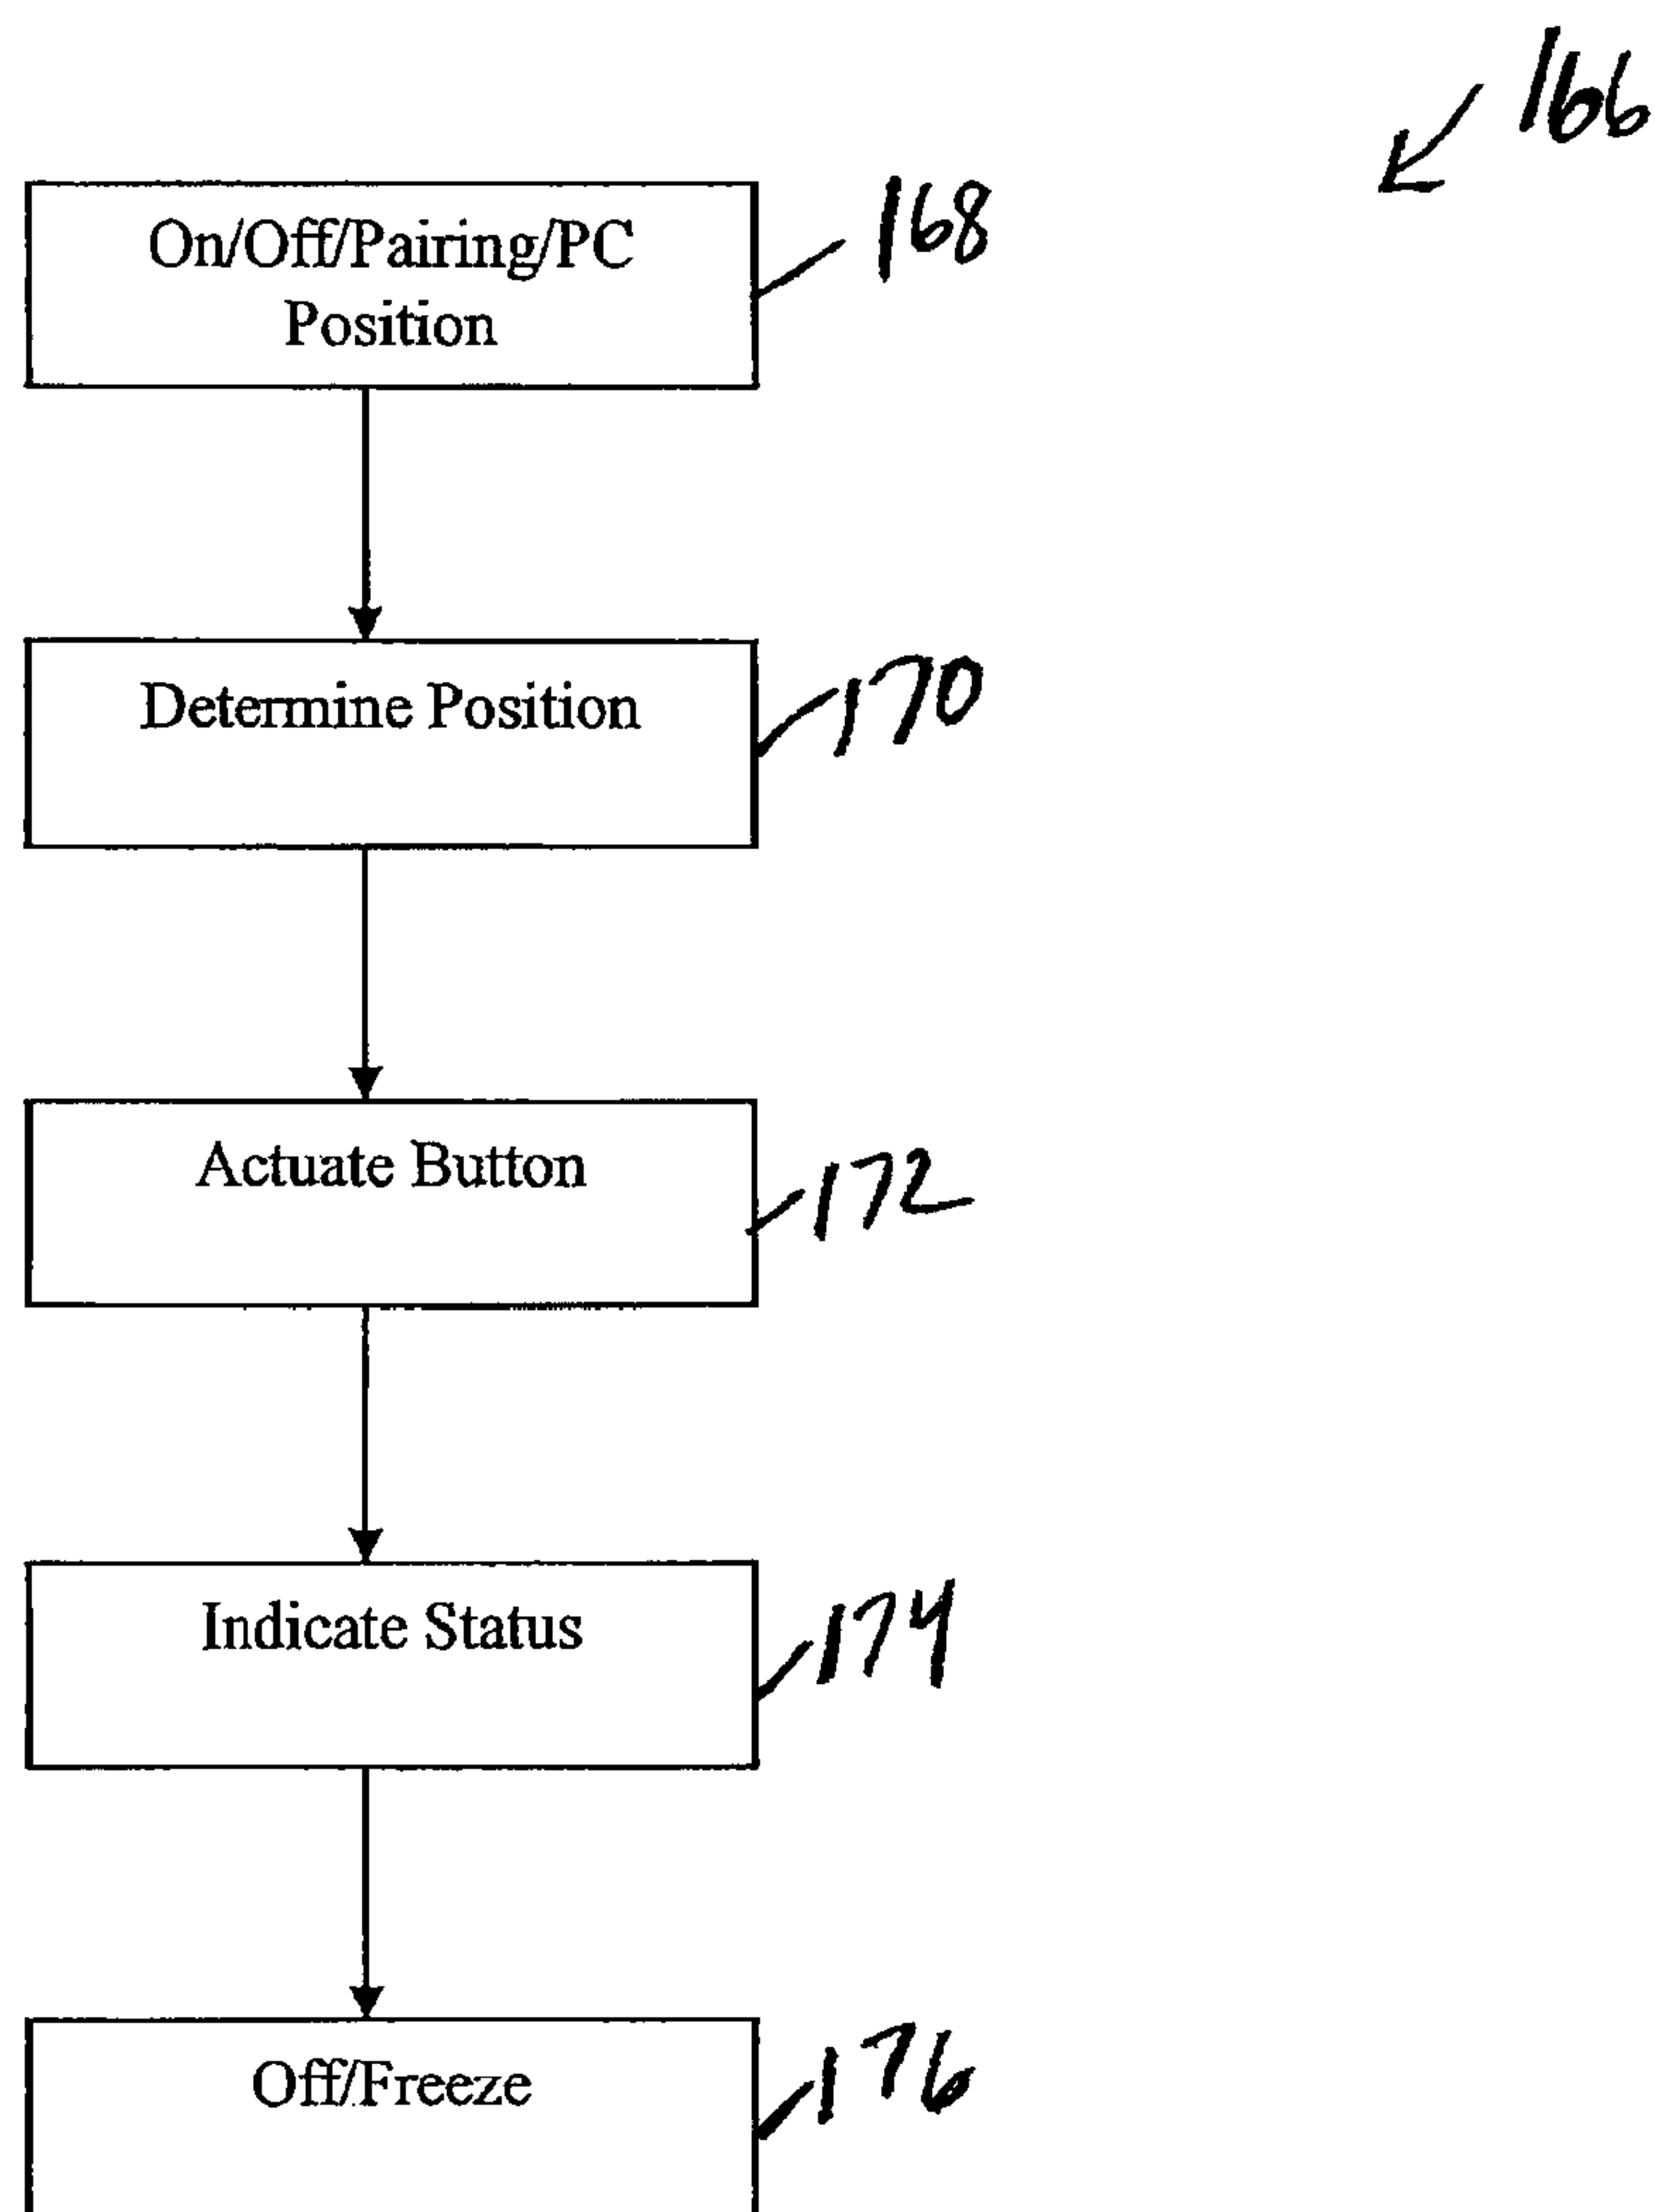 166
On/Off/Pairing/PC
Position
168
Determine Position
170
Actuate Button
172
Indicate Status
174
Off/Freeze
176